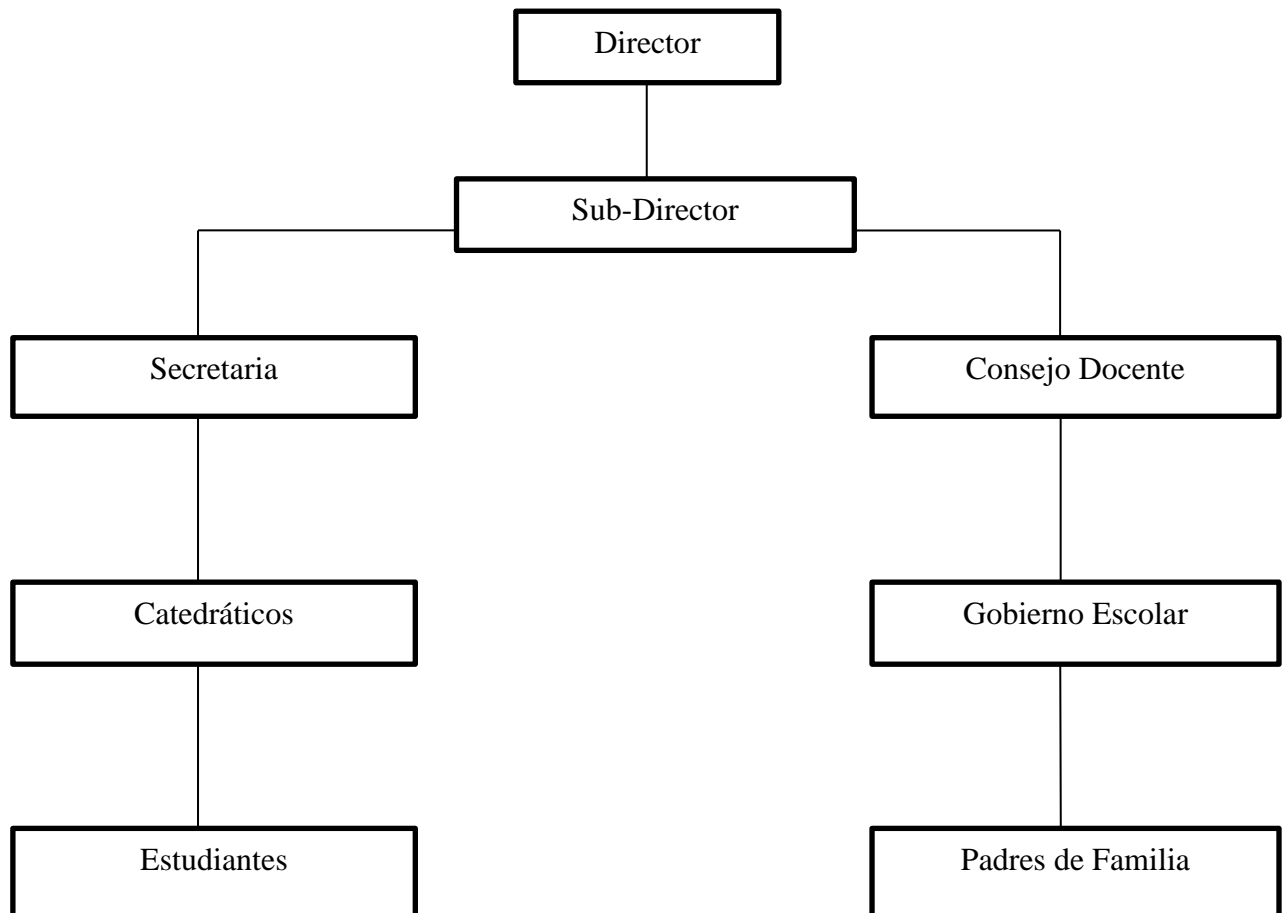 Director
Sub-Director
Secretaria
Consejo Docente
Catedráticos
Gobierno Escolar
Estudiantes
Padres de Familia